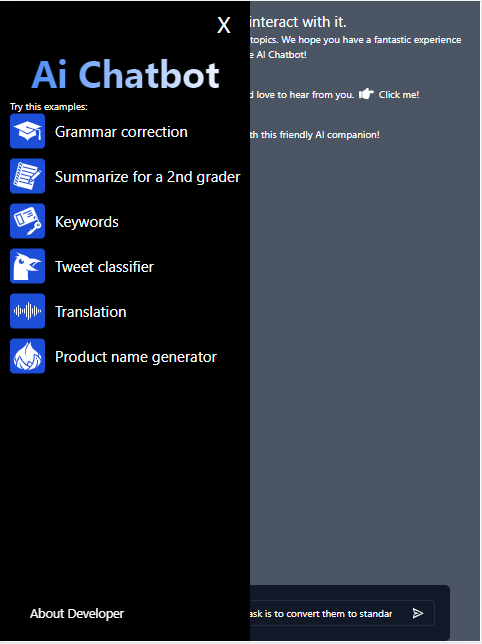 X
interact with it.
Ai Chatbot
topics. We hope you have a fantastic experience
AI Chatbot!
Try this examples:
love to hear from you. Click me!
Grammar correction
this friendly AI companion!
Summarize for a 2nd grader
Keywords
Tweet classifier
Translation
Product name generator
About Developer
ask is to convert them to